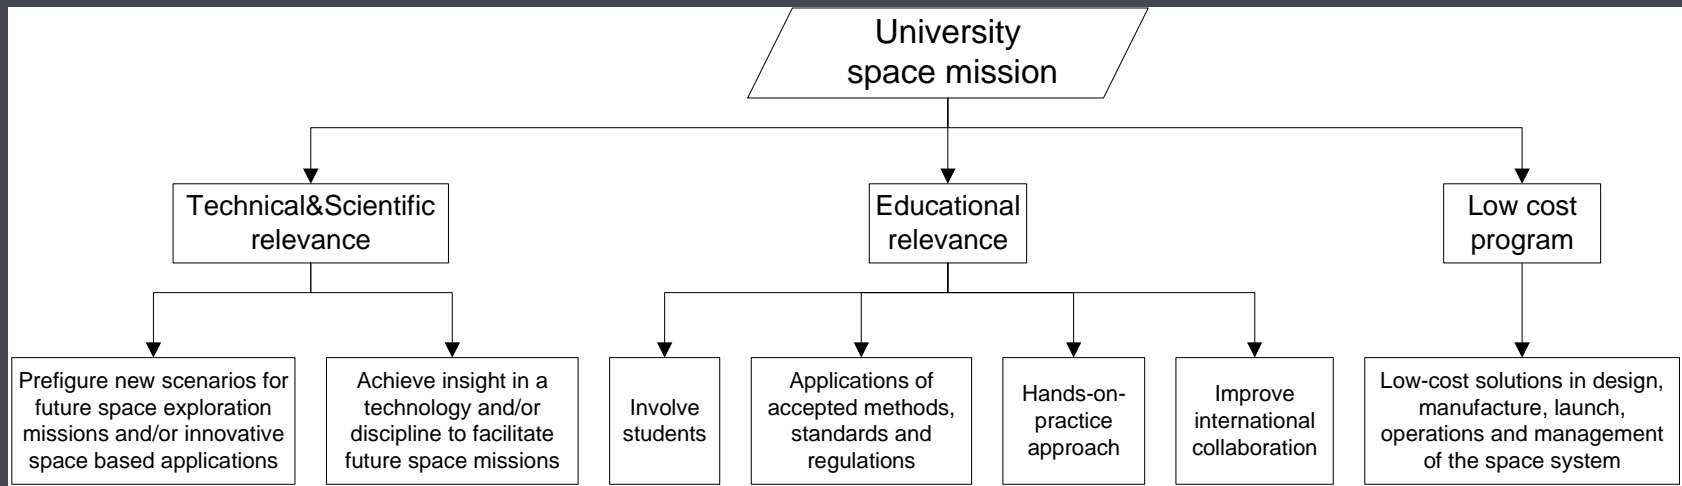 University
space mission
Technical&Scientific
relevance
Educational
relevance
Low cost
program
Prefigure new scenarios for
future space exploration
missions and/or innovative
space based applications
Achieve insight in a
technology and/or
discipline to facilitate
future space missions
Involve
students
Applications of
accepted methods,
standards and
regulations
Hands-on-
practice
approach
Improve
international
collaboration
Low-cost solutions in design,
manufacture, launch,
operations and management
of the space system